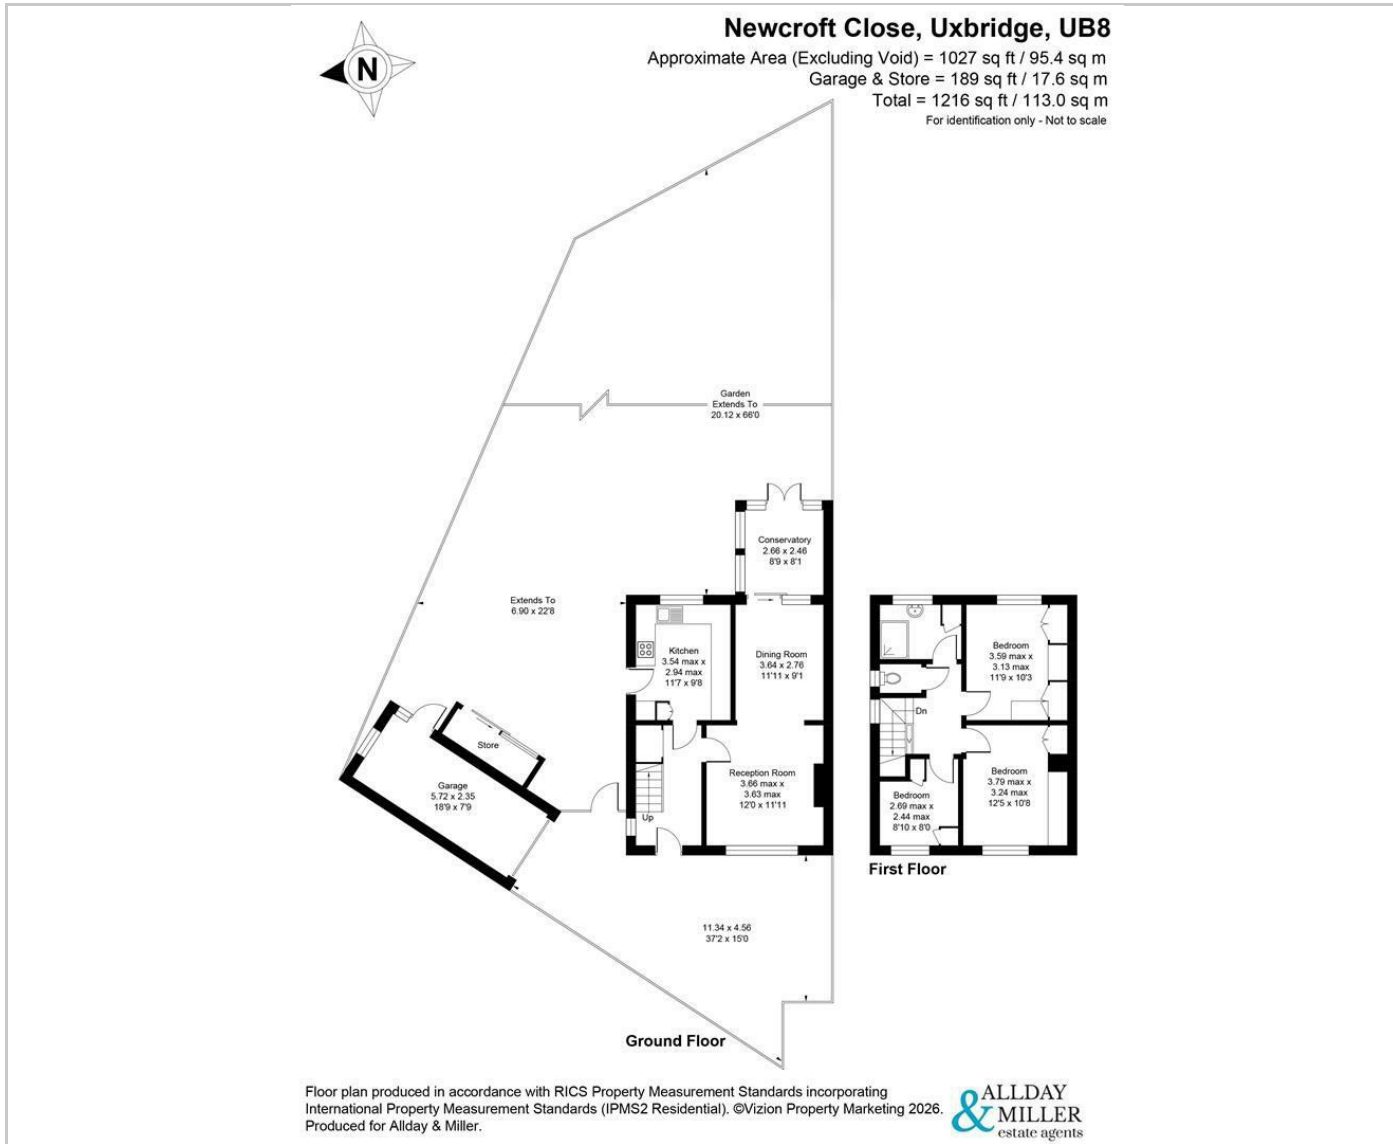 Newcroft Close, Uxbridge, UB8
Approximate Area (Excluding Void) = 1027 sq ft / 95.4 sq m
Garage & Store = 189 sq ft / 17.6 sq m
Total = 1216 sq ft / 113.0 sq m
For identification only - Not to scale
N
Garden
Extends To
20.12 x 66'0
Conservatory
2.66 x 2.46
8'9 x 8'1
Extends To
6.90 x 22'8
Kitchen
3.54 max x
2.94 max
11'7 x 9'8
Dining Room
3.64 x 2.76
11'11 x 9'1
Store
Garage
5.72 x 2.35
18'9 x 7'9
Reception Room
3.66 max x
3.63 max
12'0 x 11'11
Up
11.34 x 4.56
37'2 x 15'0
Ground Floor
Bedroom
3.59 max x
3.13 max
11'9 x 10'3
Dn
Bedroom
3.79 max x
3.24 max
12'5 x 10'8
Bedroom
2.69 max x
2.44 max
8'10 x 8'0
First Floor
Floor plan produced in accordance with RICS Property Measurement Standards incorporating
International Property Measurement Standards (IPMS2 Residential). ©Vizion Property Marketing 2026.
Produced for Allday & Miller.
ALLDAY
& MILLER
estate agents